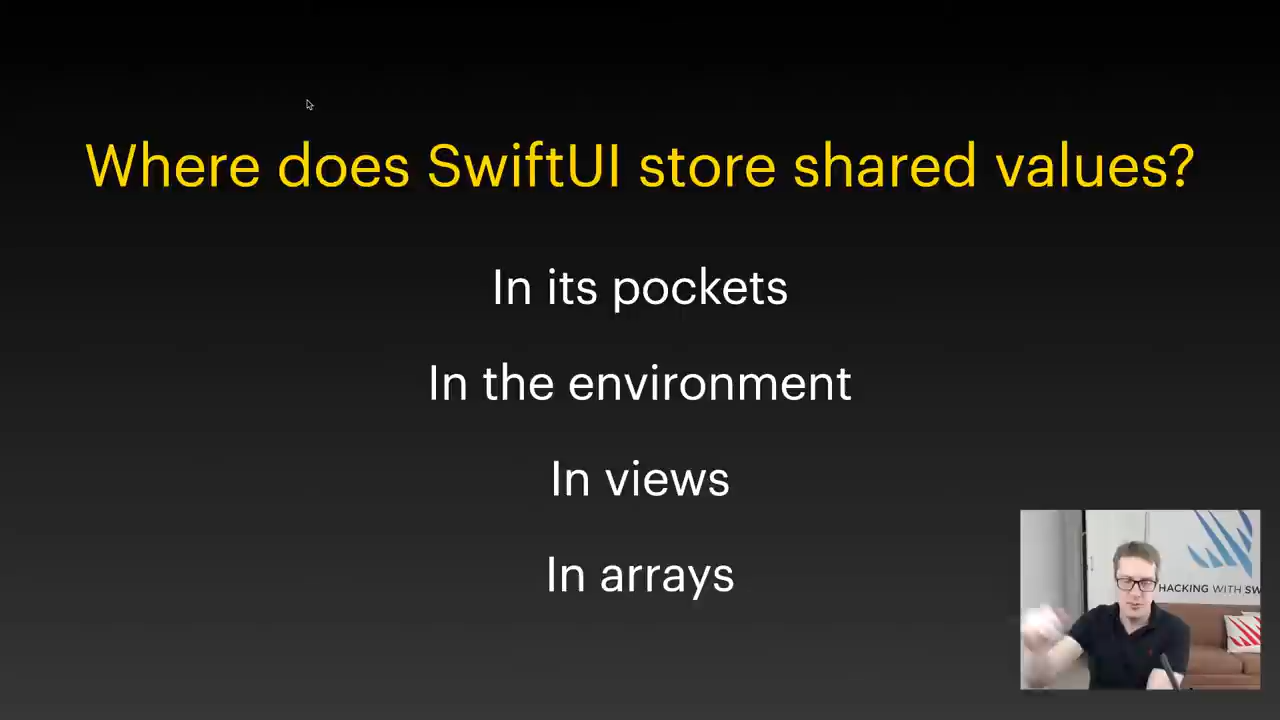 Where does SwiftUI store shared values?
In its pockets
In the environment
In views
In arrays
HACKING WITH SW